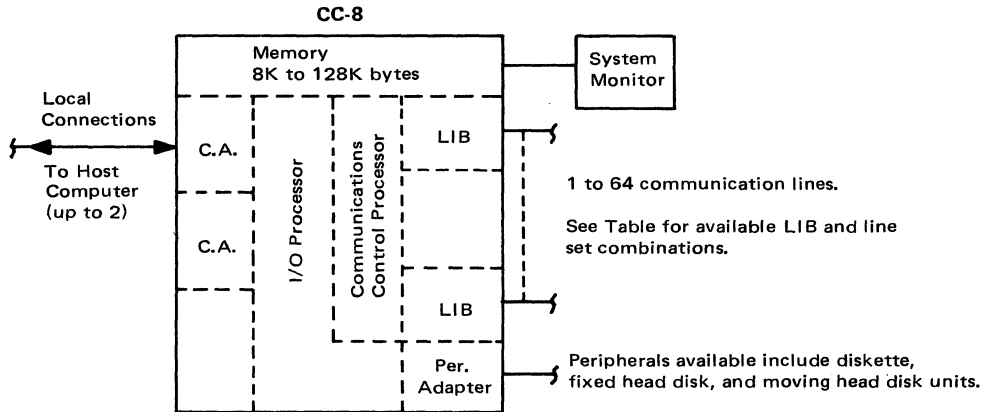 CC-8
Memory
8K to 128K bytes
System
Monitor
Local
Connections
To Host
Computer
(up to 2)
C.A.
C.A.
I/O Processor
Communications
Control Processor
LIB
LIB
Per.
Adapter
1 to 64 communication lines.
See Table for available LIB and line
set combinations.
Peripherals available include diskette,
fixed head disk, and moving head disk units.